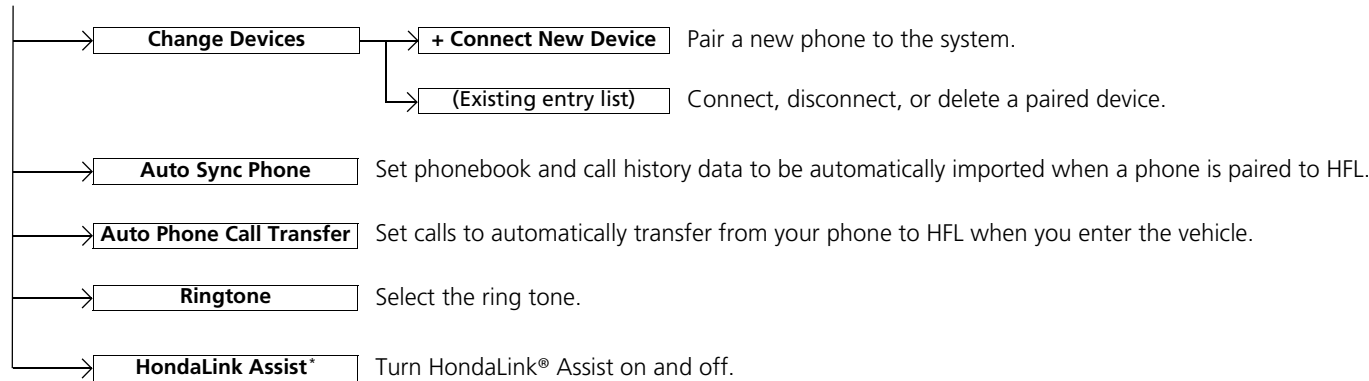 Change Devices + Connect New Device Pair a new phone to the system.
(Existing entry list) Connect, disconnect, or delete a paired device.
Auto Sync Phone Set phonebook and call history data to be automatically imported when a phone is paired to HFL.
Auto Phone Call Transfer Set calls to automatically transfer from your phone to HFL when you enter the vehicle.
Ringtone Select the ring tone.
HondaLink Assist* Turn HondaLink® Assist on and off.